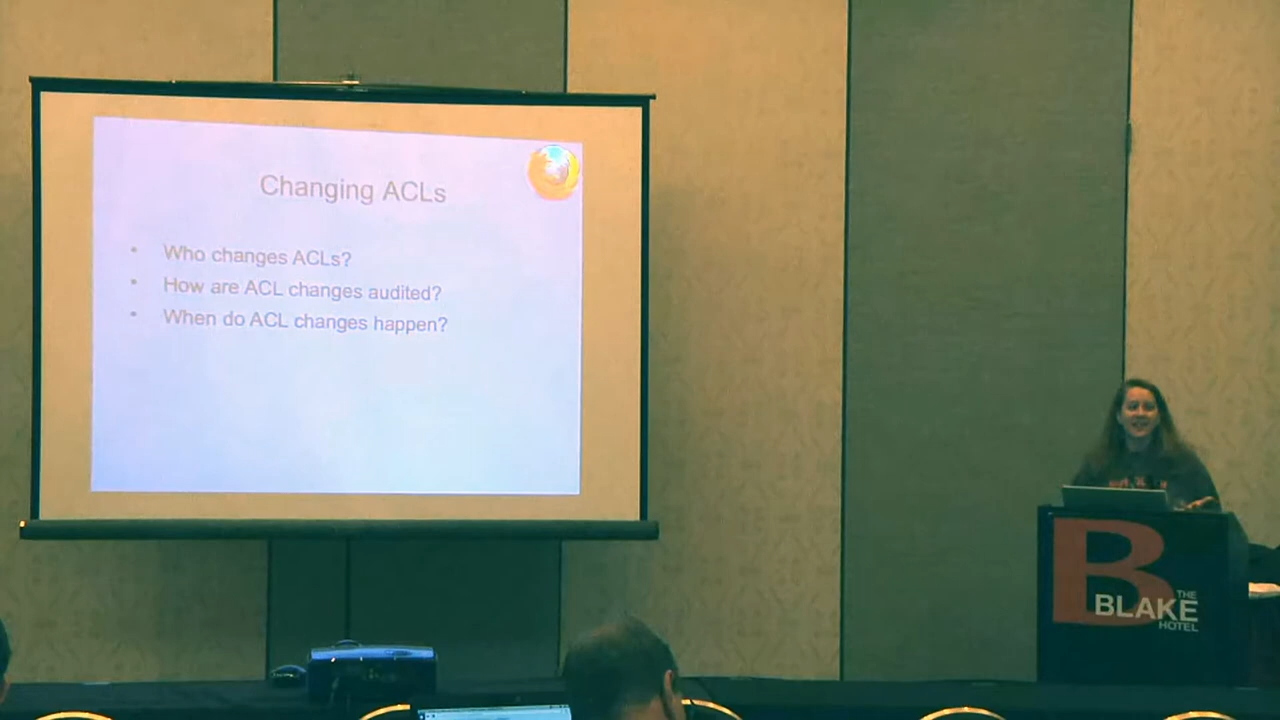 Changing ACLs
• Who changes ACLs?
• How are ACL changes audited?
• When do ACL changes happen?
B
THE
BLAKE
HOTEL